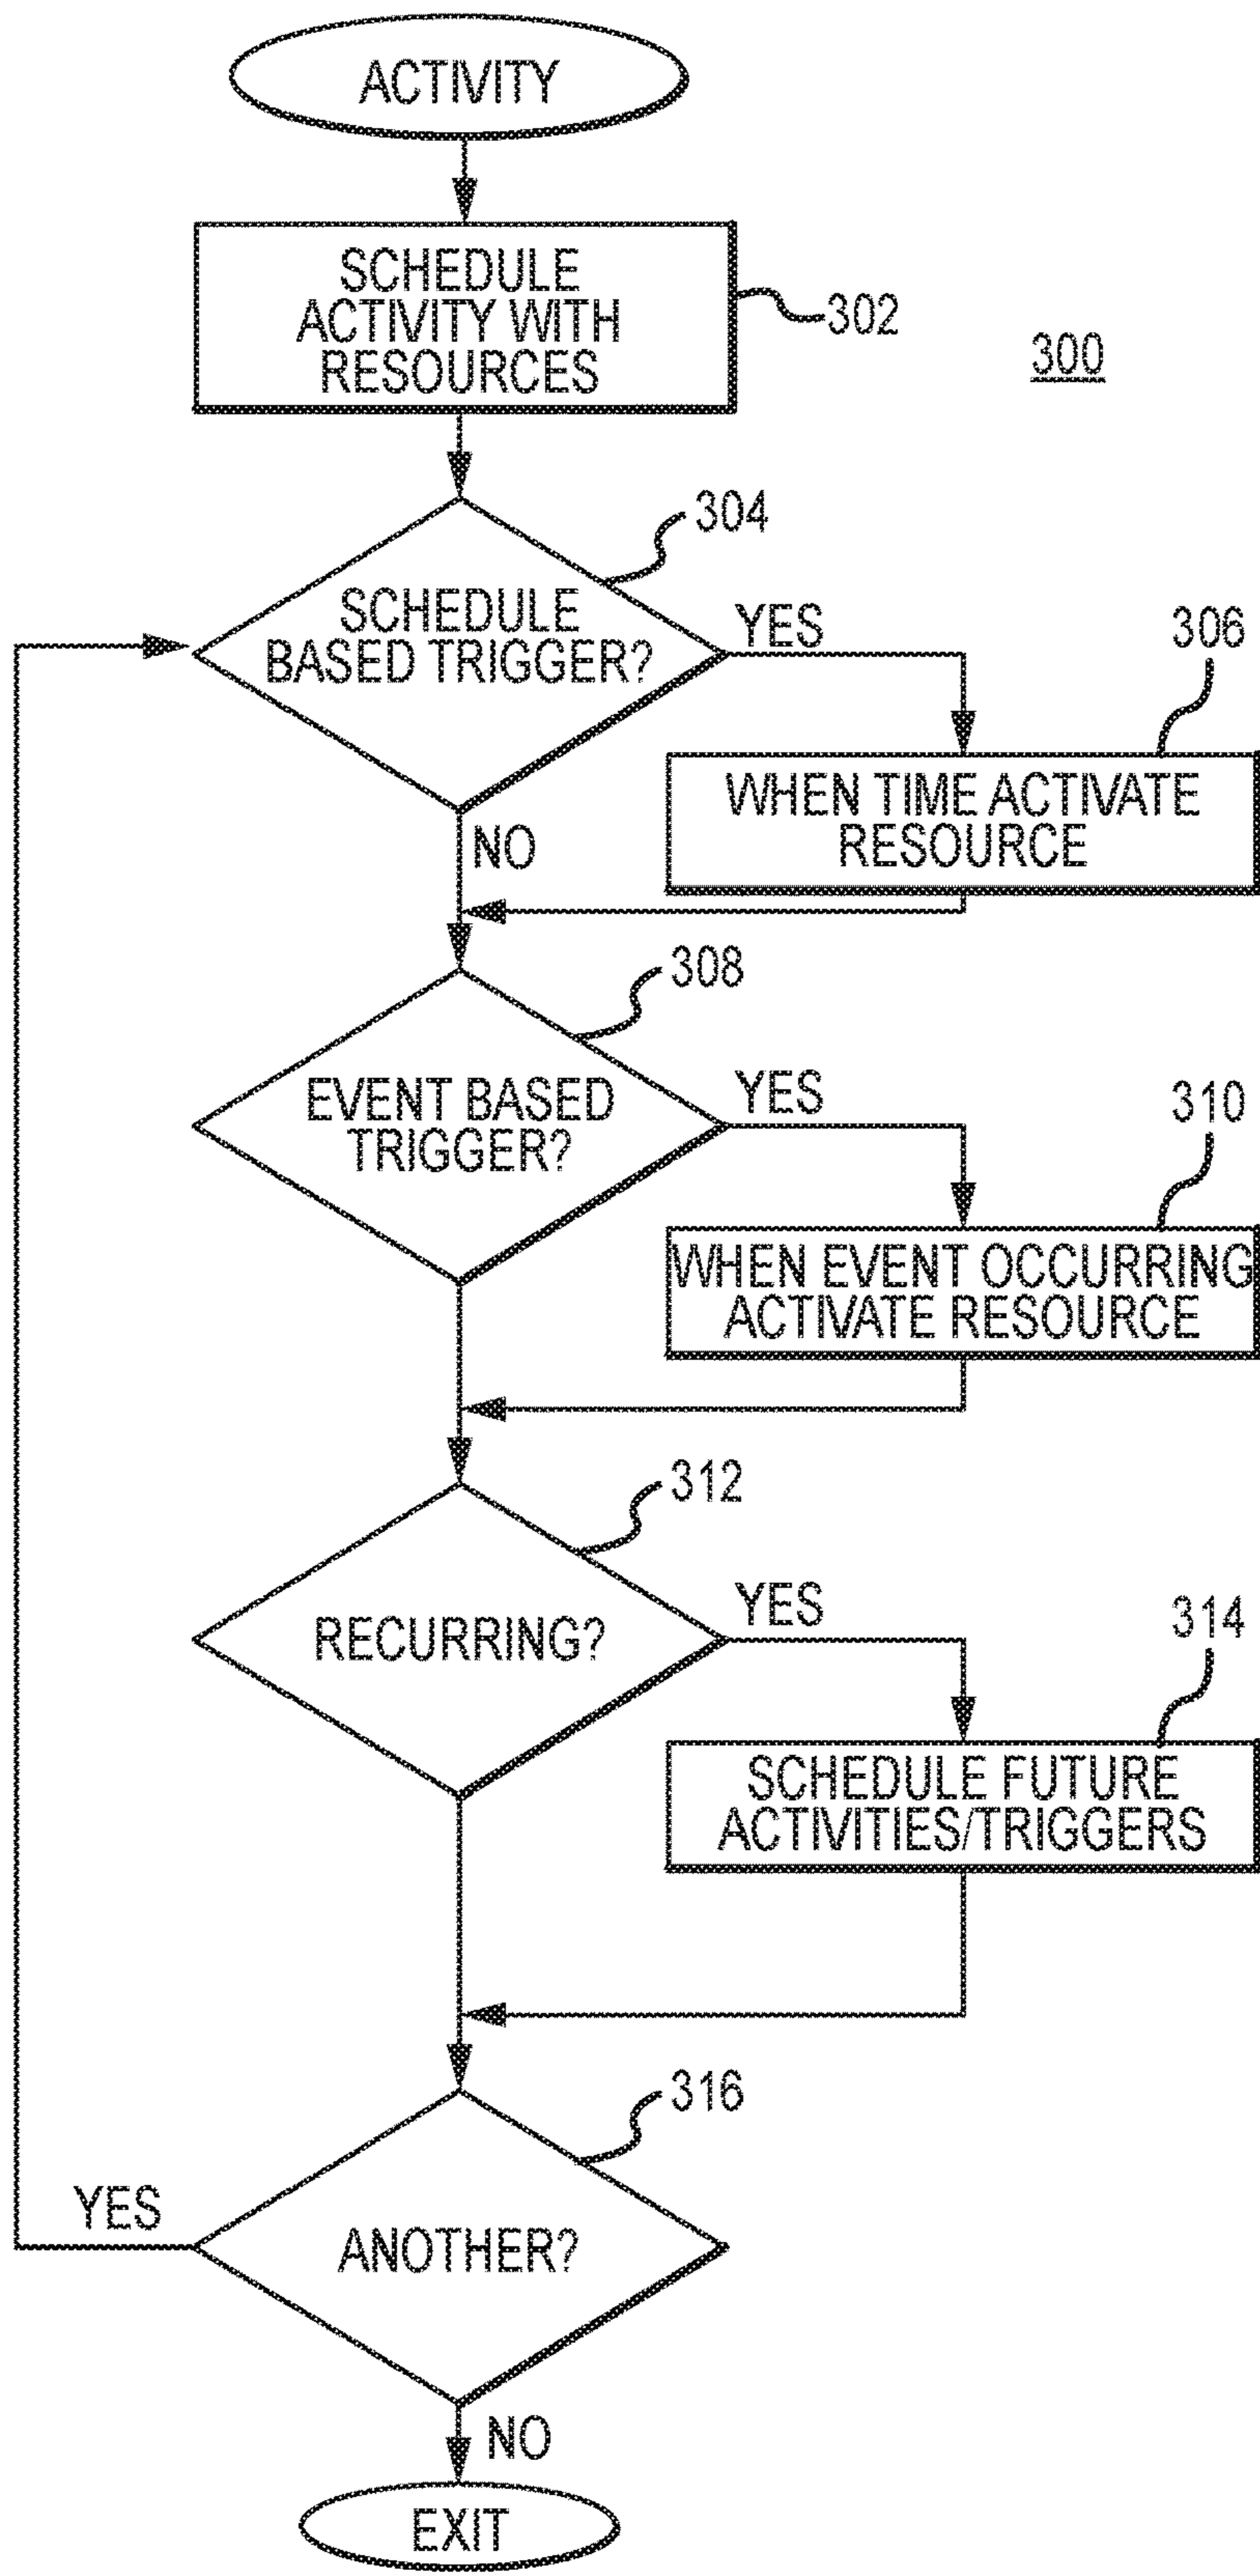 ACTIVITY
SCHEDULE
ACTIVITY WITH
RESOURCES
302
300
304
SCHEDULE
BASED TRIGGER?
YES
306
WHEN TIME ACTIVATE
RESOURCE
NO
308
EVENT BASED
TRIGGER?
YES
310
WHEN EVENT OCCURRING
ACTIVATE RESOURCE
312
RECURRING?
YES
314
SCHEDULE FUTURE
ACTIVITIES/TRIGGERS
316
YES
ANOTHER?
NO
EXIT